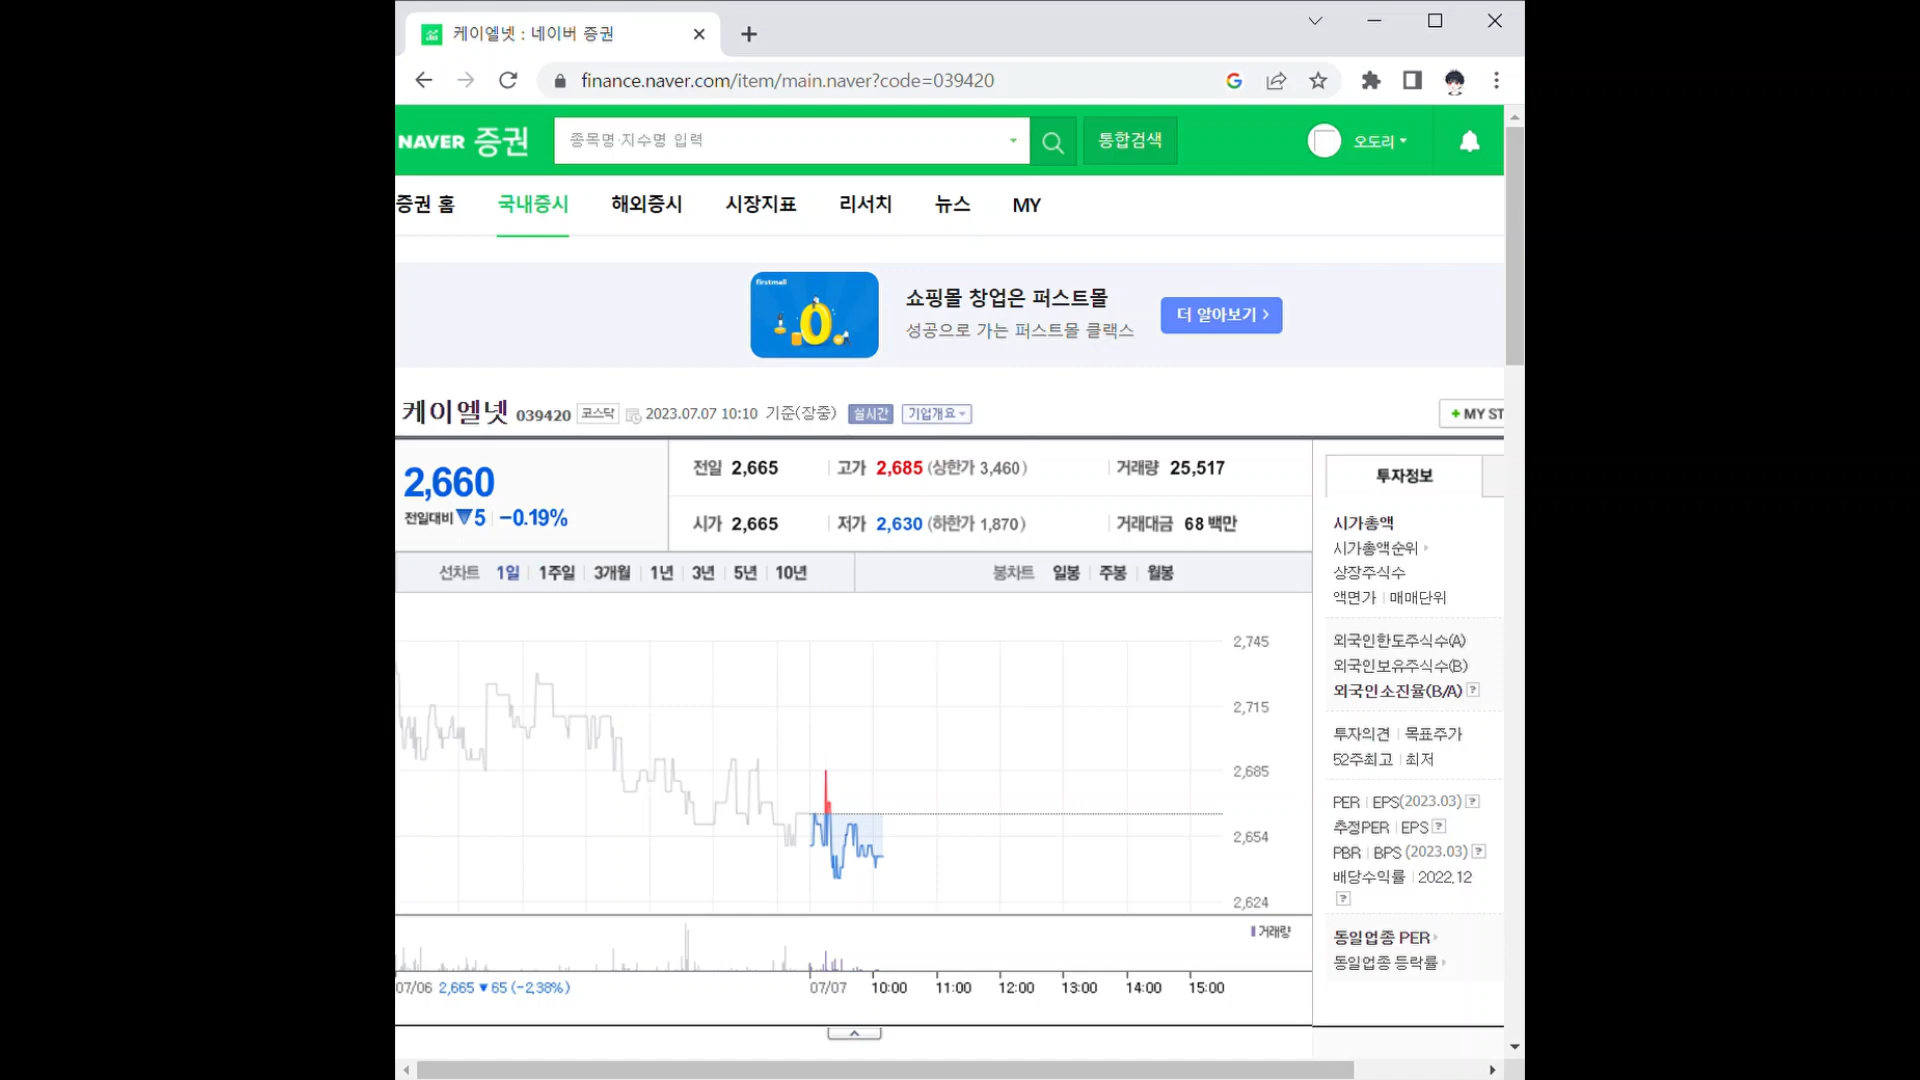 케이엘넷 : 네이버 증권
finance.naver.com/item/main.naver?code=039420
NAVER 증권
종목명·지수명 입력
통합검색
오토리
증권 홈 국내증시 해외증시 시장지표 리서치 뉴스 MY
firstmall
0
쇼핑몰 창업은 퍼스트몰
성공으로 가는 퍼스트몰 클랙스
더 알아보기 >
케이엘넷 039420 코스닥 2023.07.07 10:10 기준(장중) 실시간 기업개요
+ MY ST
2,660
전일대비 ▼5 -0.19%
전일 2,665 고가 2,685 (상한가 3,460) 거래량 25,517
시가 2,665 저가 2,630 (하한가 1,870) 거래대금 68 백만
선차트 1일 1주일 3개월 1년 3년 5년 10년 봉차트 일봉 주봉 월봉
2,745
2,715
2,685
2,654
2,624
거래량
07/06 2,665 ▼65 (-2,38%)
07/07 10:00 11:00 12:00 13:00 14:00 15:00
투자정보
시가총액
시가총액순위
상장주식수
액면가 | 매매단위
외국인한도주식수(A)
외국인보유주식수(B)
외국인소진율(B/A) ?
투자의견 | 목표주가
52주최고 | 최저
PER | EPS(2023.03) ?
추정PER | EPS ?
PBR | BPS (2023.03) ?
배당수익률 | 2022.12
?
동일업종 PER
동일업종 등락률